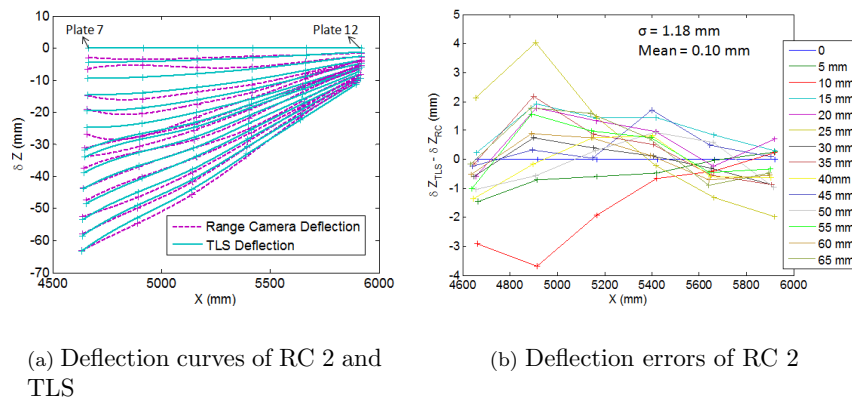 Plate 7
Plate 12
10
0
-10
-20
-30
-40
-50
-60
-70
δ Z (mm)
4500
5000
5500
6000
X (mm)
Range Camera Deflection
TLS Deflection
5
4
3
2
1
0
-1
-2
-3
-4
δ Z_TLS - δ Z_RC (mm)
4600
4800
5000
5200
5400
5600
5800
6000
X (mm)
σ = 1.18 mm
Mean = 0.10 mm
0
5 mm
10 mm
15 mm
20 mm
25 mm
30 mm
35 mm
40mm
45 mm
50 mm
55 mm
60 mm
65 mm
(a) Deflection curves of RC 2 and
TLS
(b) Deflection errors of RC 2